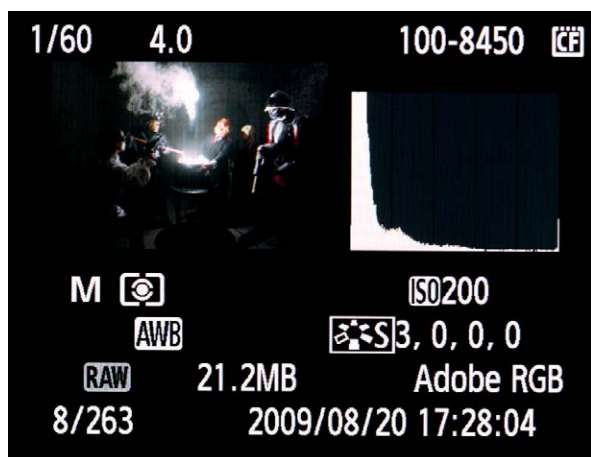 1/60 4.0 100-8450 CF
M ISO200
AWB S3, 0, 0, 0
RAW 21.2MB Adobe RGB
8/263 2009/08/20 17:28:04